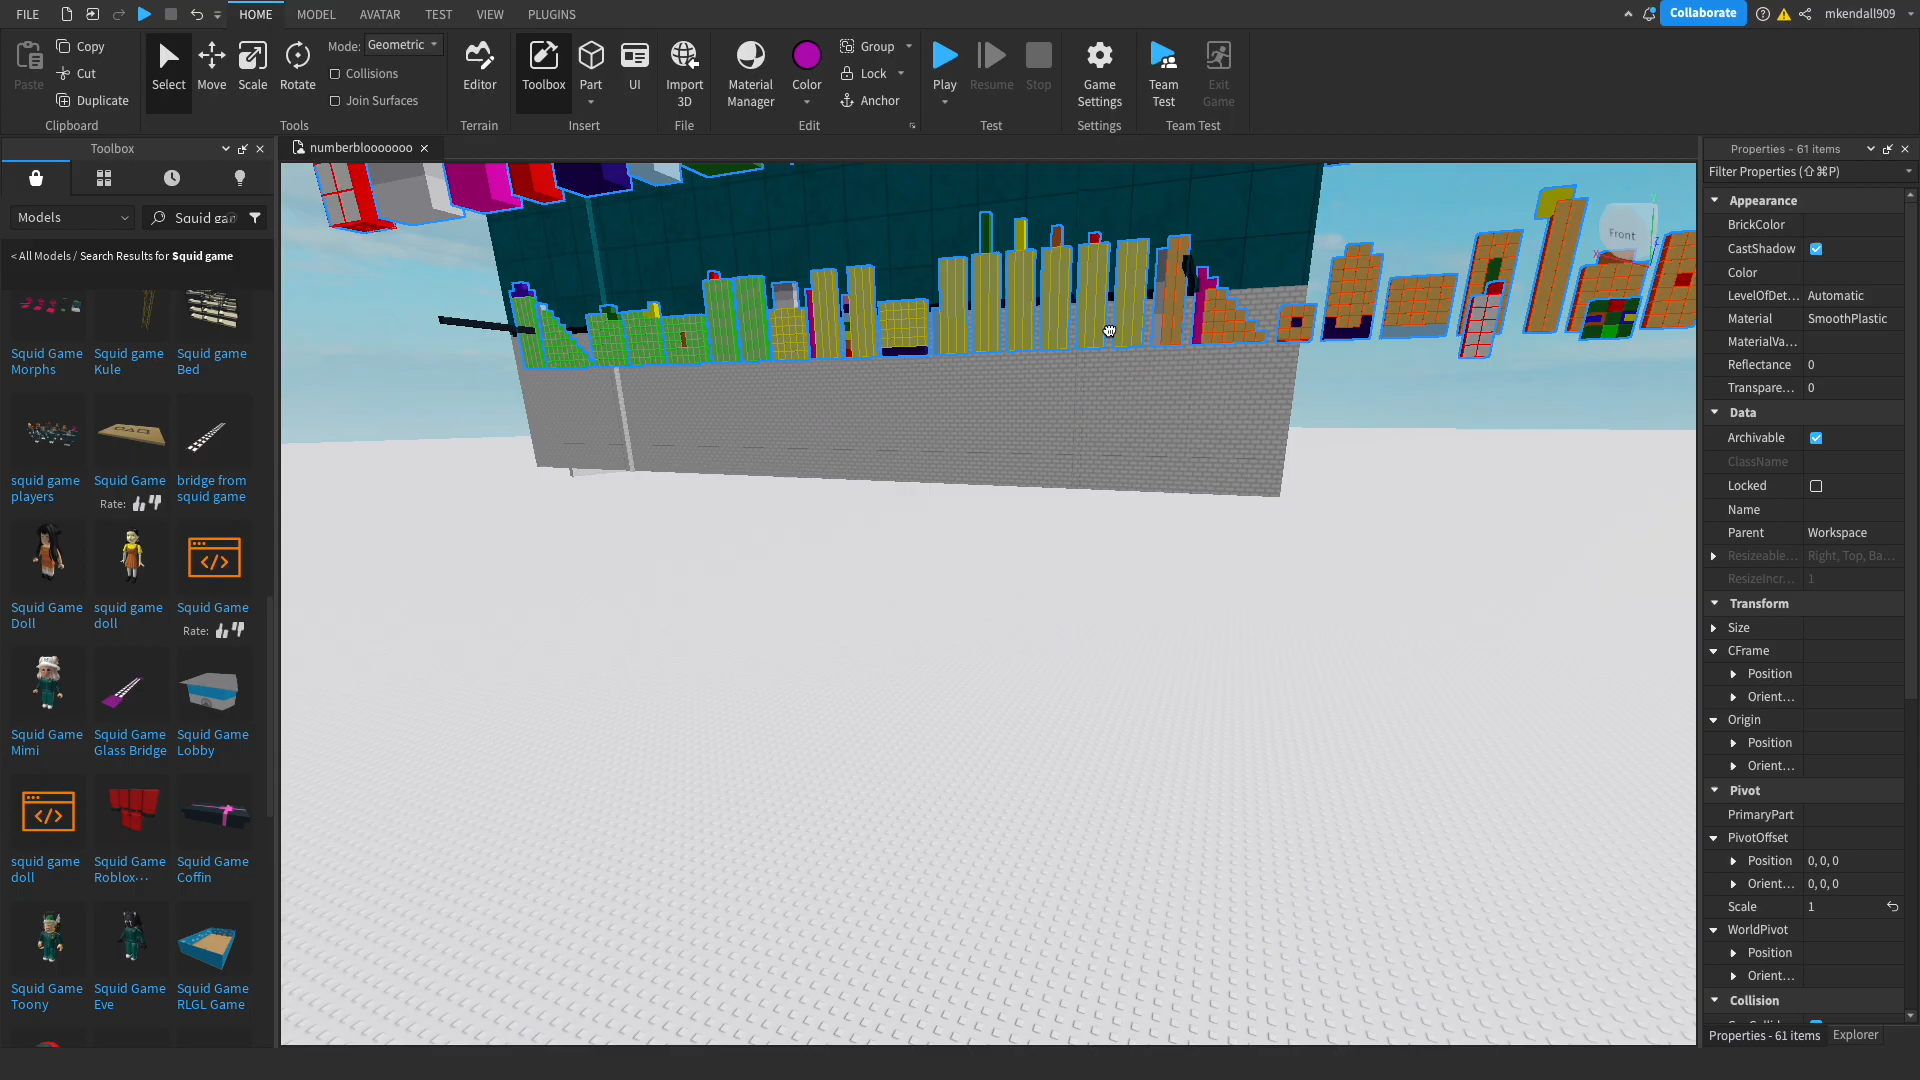 FILE
HOME
MODEL
AVATAR
TEST
VIEW
PLUGINS
Collaborate
mkendall909
Paste
Copy
Cut
Duplicate
Clipboard
Select
Move
Scale
Rotate
Mode: Geometric
Collisions
Join Surfaces
Tools
Editor
Terrain
Toolbox
Part
UI
Insert
Import
3D
File
Material
Manager
Color
Group
Lock
Anchor
Edit
Play
Resume
Stop
Test
Game
Settings
Settings
Team
Test
Exit
Game
Team Test
Toolbox
Models
Squid gar
< All Models / Search Results for Squid game
Squid Game
Morphs
Squid game
Kule
Squid game
Bed
squid game
players
Squid Game
Rate:
bridge from
squid game
Squid Game
Doll
squid game
doll
Squid Game
Rate:
Squid Game
Mimi
Squid Game
Glass Bridge
Squid Game
Lobby
squid game
doll
Squid Game
Roblox...
Squid Game
Coffin
Squid Game
Toony
Squid Game
Eve
Squid Game
RLGL Game
numberblooooooo
Front
Properties - 61 items
Filter Properties (⇧⌘P)
Appearance
BrickColor
CastShadow
Color
LevelOfDet... Automatic
Material SmoothPlastic
MaterialVa...
Reflectance 0
Transpare... 0
Data
Archivable
ClassName
Locked
Name
Parent Workspace
Resizeable... Right, Top, Ba...
ResizeIncr... 1
Transform
Size
CFrame
Position
Orient...
Origin
Position
Orient...
Pivot
PrimaryPart
PivotOffset
Position 0, 0, 0
Orient... 0, 0, 0
Scale 1
WorldPivot
Position
Orient...
Collision
Properties - 61 items
Explorer